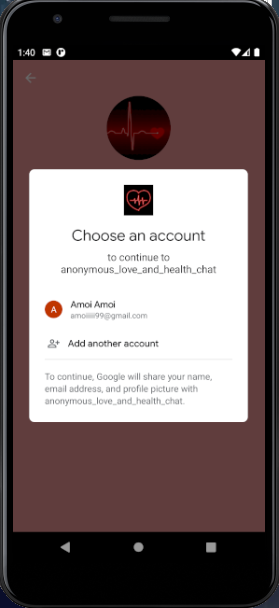 1:40
Choose an account
to continue to
anonymous_love_and_health_chat
A
Amoi Amoi
amoiiiii99@gmail.com
Add another account
To continue, Google will share your name,
email address, and profile picture with
anonymous_love_and_health_chat.